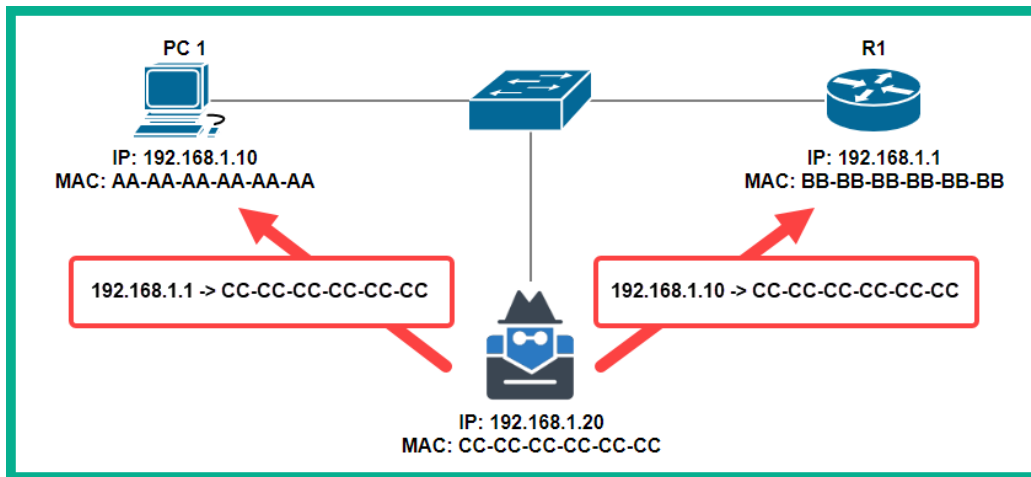 PC 1
R1
IP: 192.168.1.10
MAC: AA-AA-AA-AA-AA-AA
IP: 192.168.1.1
MAC: BB-BB-BB-BB-BB-BB
192.168.1.1 -> CC-CC-CC-CC-CC-CC
192.168.1.10 -> CC-CC-CC-CC-CC-CC
IP: 192.168.1.20
MAC: CC-CC-CC-CC-CC-CC